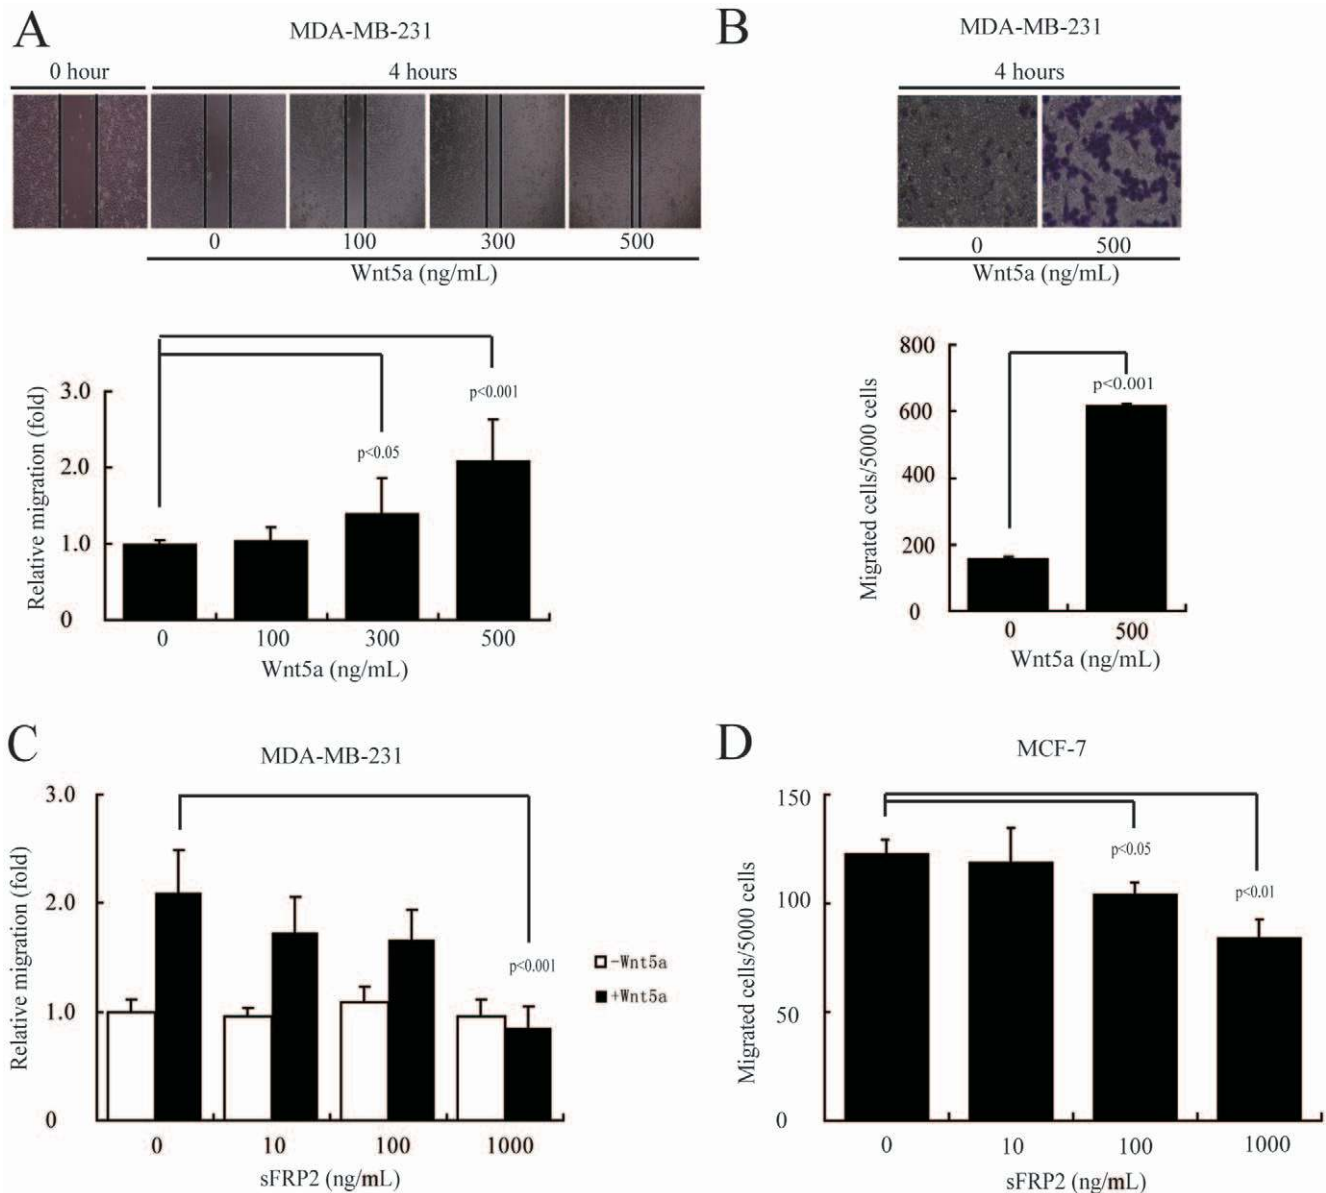 A
MDA-MB-231
0 hour
4 hours
0
100
300
500
Wnt5a (ng/mL)
Relative migration (fold)
3.0
2.0
1.0
0
p<0.05
p<0.001
0
100
300
500
Wnt5a (ng/mL)
B
MDA-MB-231
4 hours
0
500
Wnt5a (ng/mL)
Migrated cells/5000 cells
800
600
400
200
0
p<0.001
0
500
Wnt5a (ng/mL)
C
MDA-MB-231
Relative migration (fold)
3.0
2.0
1.0
0
p<0.001
-Wnt5a
+Wnt5a
0
10
100
1000
sFRP2 (ng/mL)
D
MCF-7
Migrated cells/5000 cells
150
100
50
0
p<0.05
p<0.01
0
10
100
1000
sFRP2 (ng/mL)